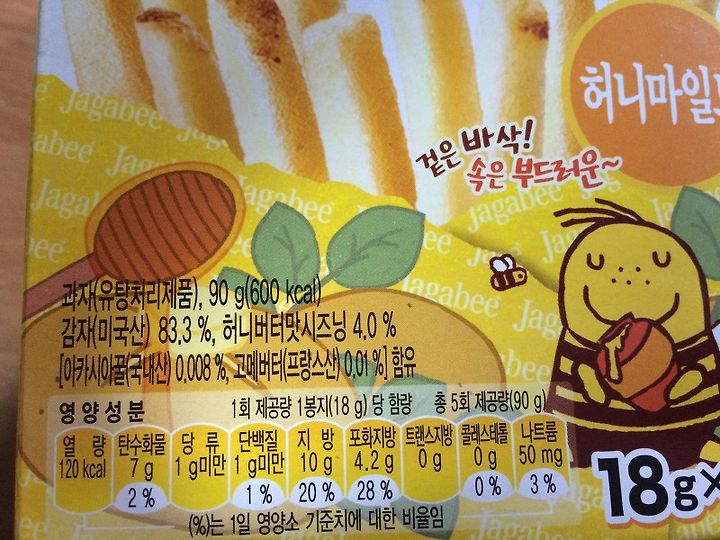 허니마일
겉은 바삭!
속은 부드러운~
Jagabee Jagabee
Jagabee
Jagabee
Jagabee
과자(유탕처리제품), 90 g(600 kcal)
감자(미국산) 83.3 %, 허니버터맛시즈닝 4.0 %
[아카시아꿀(국내산) 0.008 %, 고메버터(프랑스산) 0.01 %] 함유
영양성분 1회 제공량 1봉지(18 g) 당 함량 총 5회 제공량(90 g)
열량 탄수화물 당류 단백질 지방 포화지방 트랜스지방 콜레스테롤 나트륨
120 kcal 7 g 1 g미만 1 g미만 10 g 4.2 g 0 g 0 g 50 mg
2 % 1 % 20 % 28 % 0 % 3 %
(%)는 1일 영양소 기준치에 대한 비율임
18g×